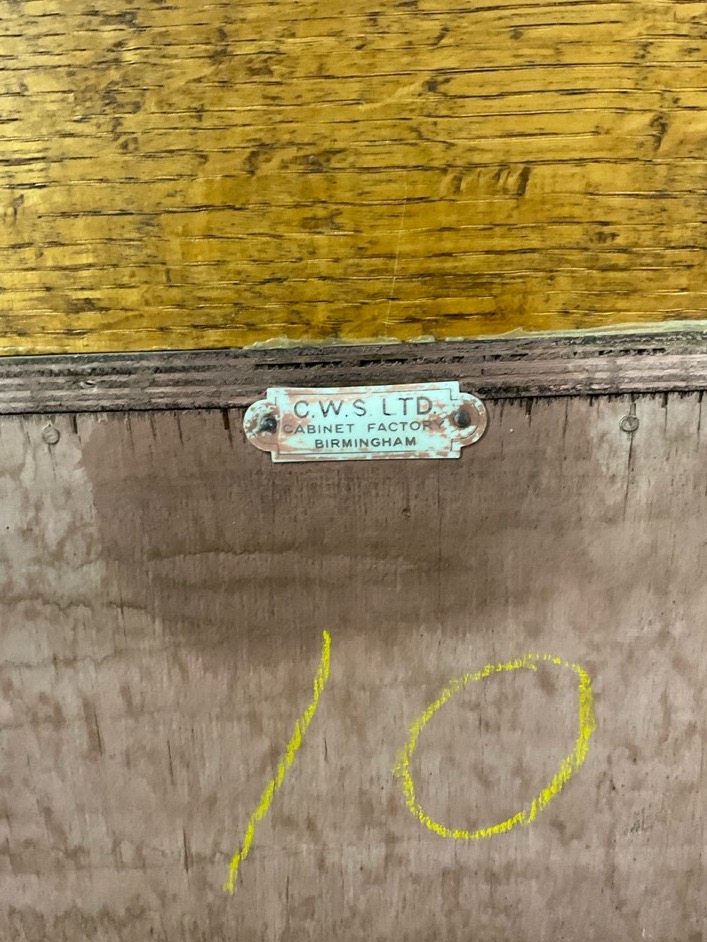 C.W.S. LTD.
CABINET FACTORY
BIRMINGHAM
10